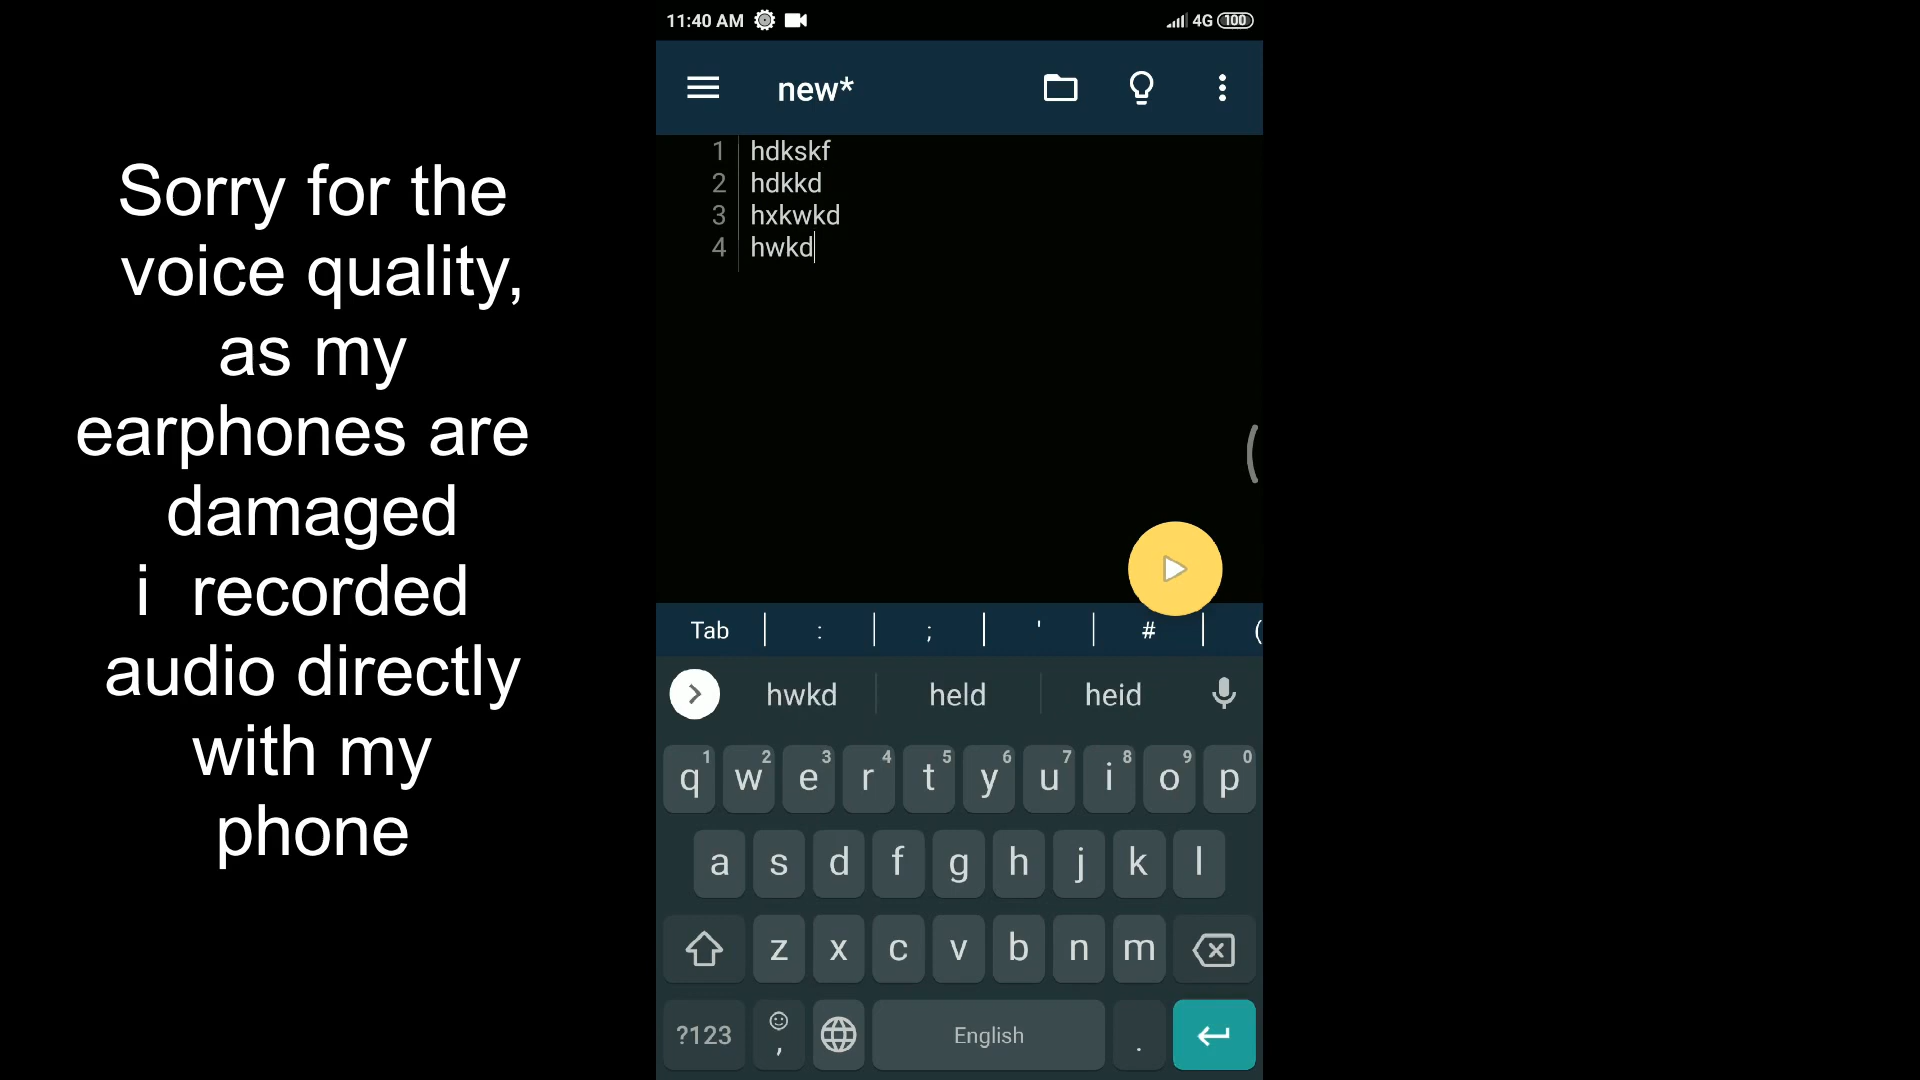 Sorry for the
voice quality,
as my
earphones are
damaged
i recorded
audio directly
with my
phone
11:40 AM 4G 100
new*
1 hdkskf
2 hdkkd
3 hxkwkd
4 hwkd
Tab : ; ' # (
hwkd held heid
q1 w2 e3 r4 t5 y6 u7 i8 o9 p0
a s d f g h j k l
z x c v b n m
?123 , English .